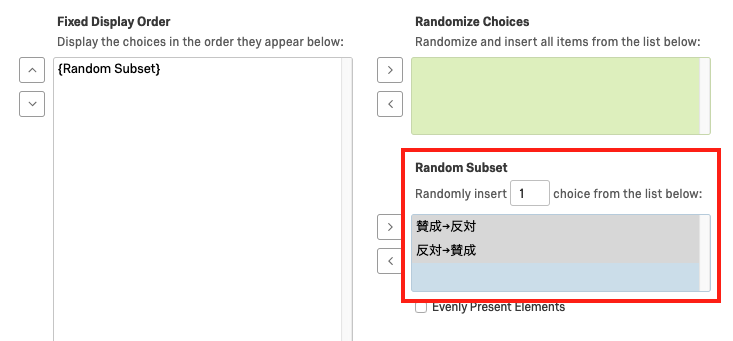 Fixed Display Order
Display the choices in the order they appear below:
{Random Subset}
Randomize Choices
Randomize and insert all items from the list below:
Random Subset
Randomly insert 1 choice from the list below:
賛成→反対
反対→賛成
Evenly Present Elements